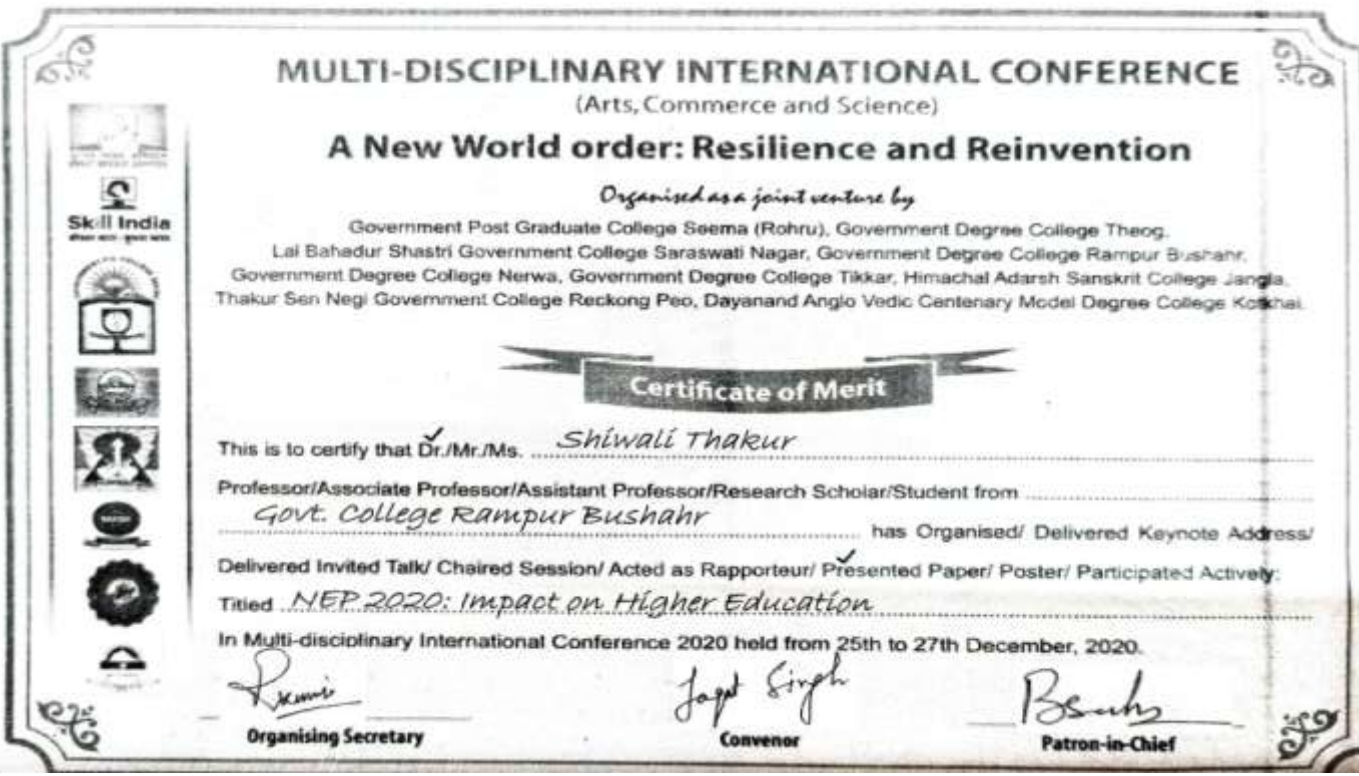 MULTI-DISCIPLINARY INTERNATIONAL CONFERENCE
(Arts, Commerce and Science)
A New World order: Resilience and Reinvention
Organised as a joint venture by
Government Post Graduate College Seema (Rohru), Government Degree College Theog.
Lal Bahadur Shastri Government College Saraswati Nagar, Government Degree College Rampur Bushahr,
Government Degree College Nerwa, Government Degree College Tikkar, Himachal Adarsh Sanskrit College Jangla.
Thakur Sen Negi Government College Reckong Peo, Dayanand Anglo Vedic Centenary Model Degree College Kotkhai.
Skill India
Certificate of Merit
This is to certify that Dr./Mr./Ms. Shiwali Thakur
Professor/Associate Professor/Assistant Professor/Research Scholar/Student from
Govt. College Rampur Bushahr has Organised/ Delivered Keynote Address/
Delivered Invited Talk/ Chaired Session/ Acted as Rapporteur/ Presented Paper/ Poster/ Participated Actively:
Titled NEP 2020: Impact on Higher Education
In Multi-disciplinary International Conference 2020 held from 25th to 27th December, 2020.
Jagat Singh
Organising Secretary
Convenor
Patron-in-Chief